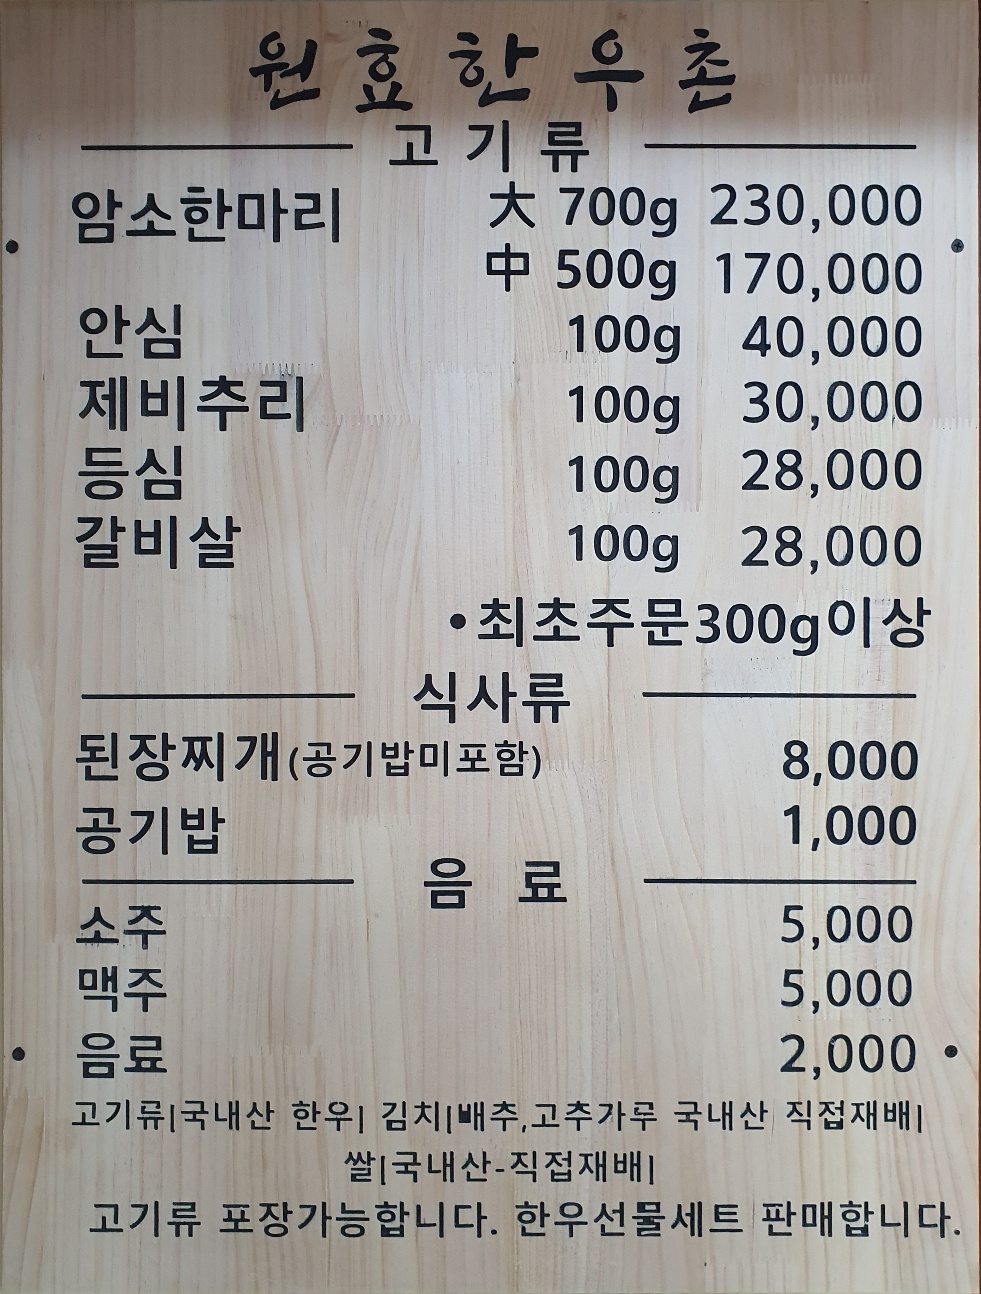 원효한우촌
고기류
암소한마리 大 700g 230,000
中 500g 170,000
안심 100g 40,000
제비추리 100g 30,000
등심 100g 28,000
갈비살 100g 28,000
•최초주문300g이상
식사류
된장찌개(공기밥미포함) 8,000
공기밥 1,000
음 료
소주 5,000
맥주 5,000
음료 2,000
고기류[국내산 한우] 김치[배추,고추가루 국내산 직접재배]
쌀[국내산-직접재배]
고기류 포장가능합니다. 한우선물세트 판매합니다.